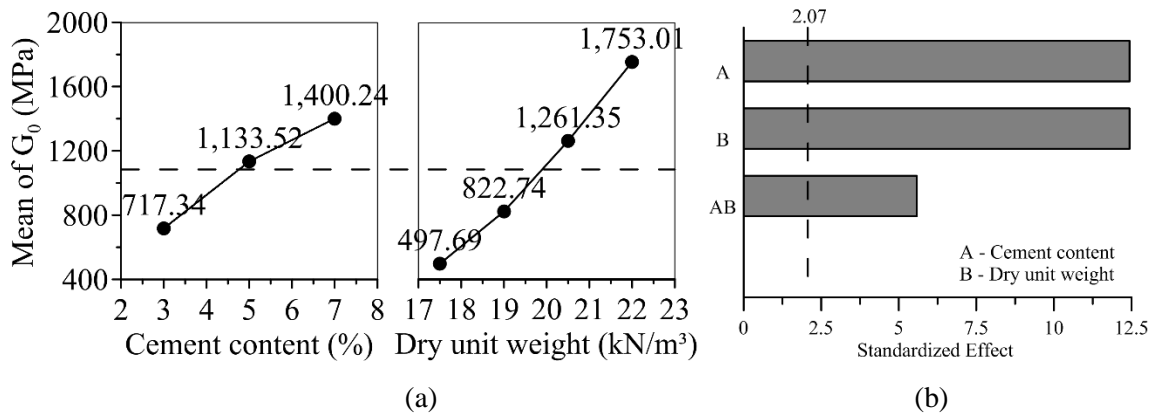 Mean of G₀ (MPa)
2000
1600
1200
800
400
717.34
1,133.52
1,400.24
2 3 4 5 6 7 8
Cement content (%)
497.69
822.74
1,261.35
1,753.01
17 18 19 20 21 22 23
Dry unit weight (kN/m³)
(a)
2.07
A
B
AB
A - Cement content
B - Dry unit weight
0 2.5 5 7.5 10 12.5
Standardized Effect
(b)